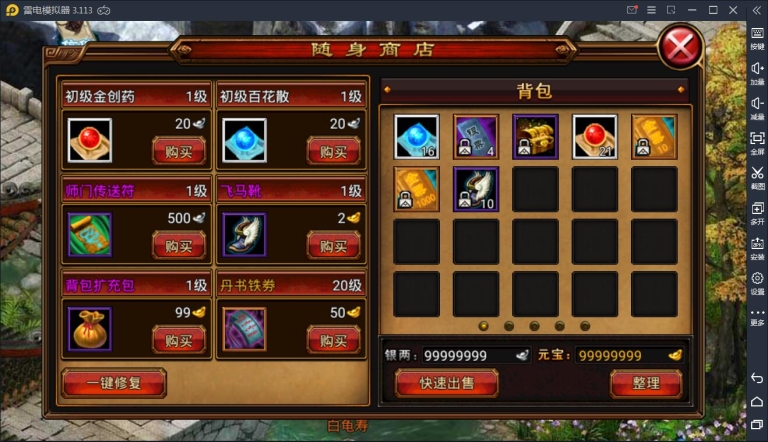 雷电模拟器 3.113
随身商店
初级金创药 1级
20
购买
初级百花散 1级
20
购买
师门传送符 1级
500
购买
飞马靴 1级
2
购买
背包扩充包 1级
99
购买
丹书铁券 20级
50
购买
一键修复
背包
16
4
21
10
1000
10
银两: 99999999
元宝: 99999999
快速出售
整理
白龟寿
按键
加量
减量
全屏
截图
多开
安装
设置
更多